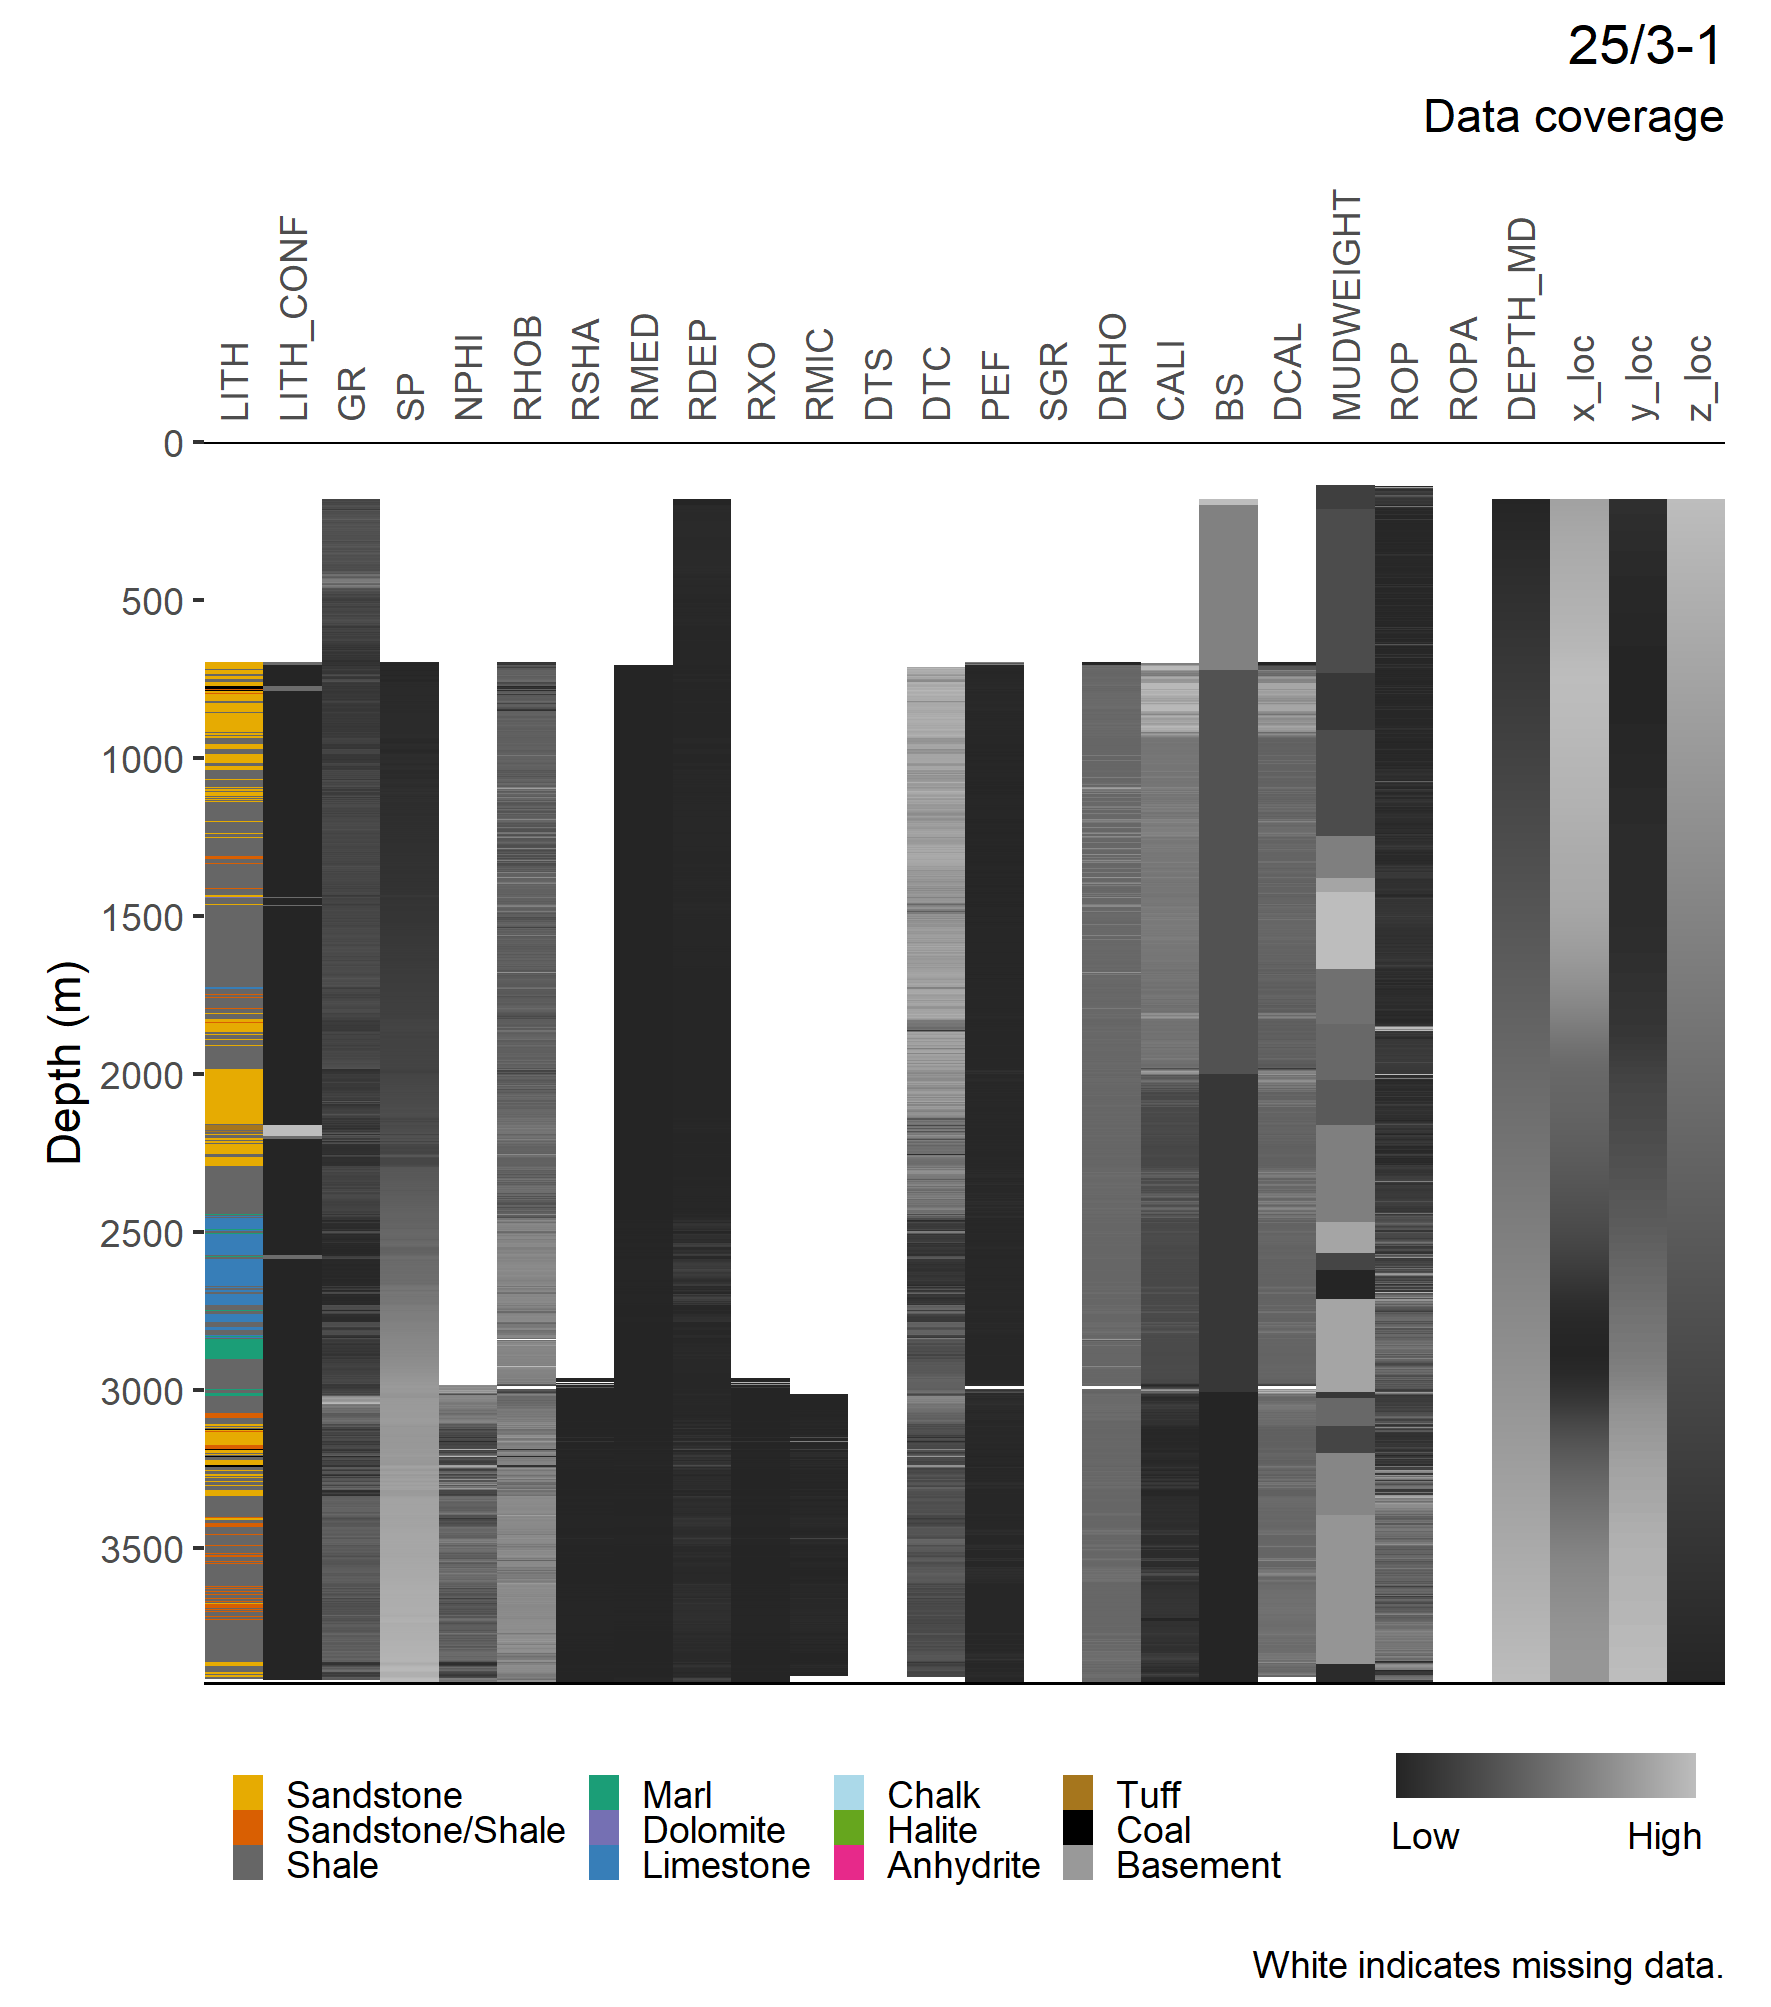 25/3-1
Data coverage
LITH
LITH_CONF
GR
SP
NPHI
RHOB
RSHA
RMED
RDEP
RXO
RMIC
DTS
DTC
PEF
SGR
DRHO
CALI
BS
DCAL
MUDWEIGHT
ROP
ROPA
DEPTH_MD
x_loc
y_loc
z_loc
0
500
1000
1500
2000
2500
3000
3500
Depth (m)
Sandstone
Sandstone/Shale
Shale
Marl
Dolomite
Limestone
Chalk
Halite
Anhydrite
Tuff
Coal
Basement
Low
High
White indicates missing data.